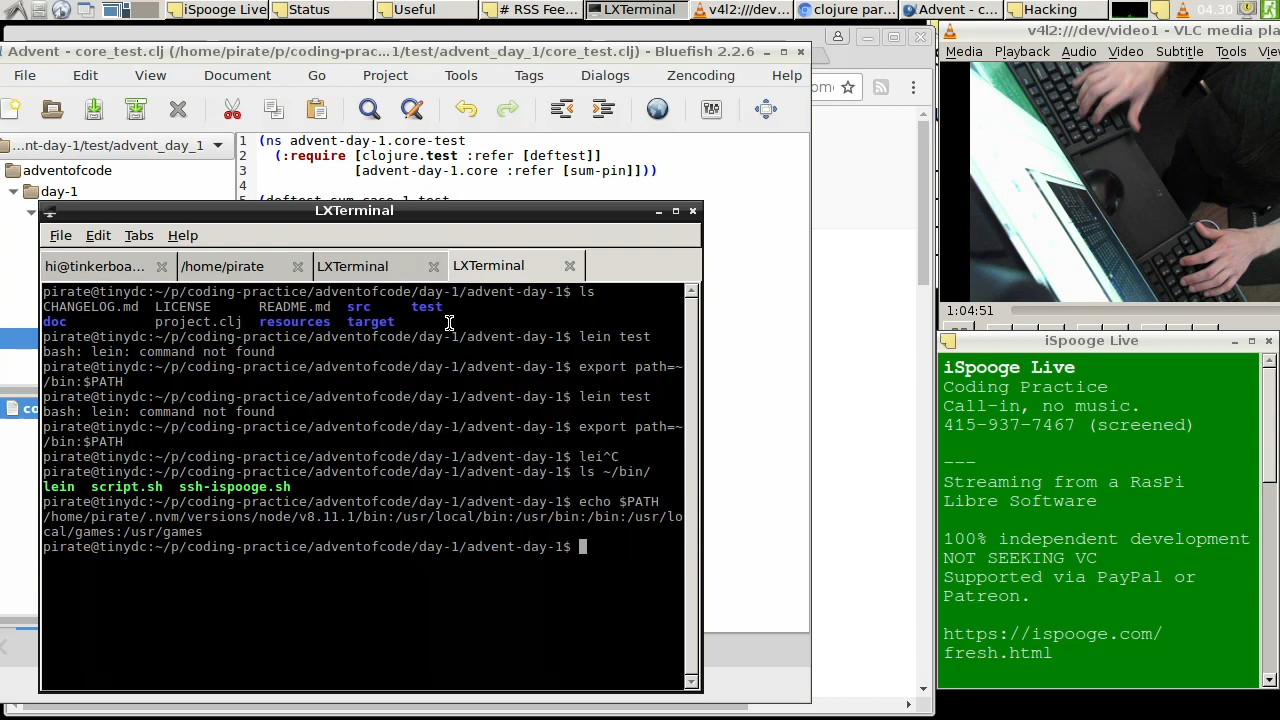 iSpooge Live
Status
Useful
# RSS Fee...
LXTerminal
v4l2:///dev...
clojure par...
Advent - c...
Hacking
04.30
Advent - core_test.clj (/home/pirate/p/coding-prac...1/test/advent_day_1/core_test.clj) - Bluefish 2.2.6
v4l2:///dev/video1 - VLC media pla
File Edit View Document Go Project Tools Tags Dialogs Zencoding Help
Media Playback Audio Video Subtitle Tools
...nt-day-1/test/advent_day_1
adventofcode
day-1
1 (ns advent-day-1.core-test
2 (:require [clojure.test :refer [deftest]]
3 [advent-day-1.core :refer [sum-pin]]))
4
LXTerminal
File Edit Tabs Help
hi@tinkerboa...
/home/pirate
LXTerminal
LXTerminal
pirate@tinydc:~/p/coding-practice/adventofcode/day-1/advent-day-1$ ls
CHANGELOG.md LICENSE README.md src test
doc project.clj resources target
pirate@tinydc:~/p/coding-practice/adventofcode/day-1/advent-day-1$ lein test
bash: lein: command not found
pirate@tinydc:~/p/coding-practice/adventofcode/day-1/advent-day-1$ export path=~
/bin:$PATH
pirate@tinydc:~/p/coding-practice/adventofcode/day-1/advent-day-1$ lein test
bash: lein: command not found
pirate@tinydc:~/p/coding-practice/adventofcode/day-1/advent-day-1$ export path=~
/bin:$PATH
pirate@tinydc:~/p/coding-practice/adventofcode/day-1/advent-day-1$ lei^C
pirate@tinydc:~/p/coding-practice/adventofcode/day-1/advent-day-1$ ls ~/bin/
lein script.sh ssh-ispooge.sh
pirate@tinydc:~/p/coding-practice/adventofcode/day-1/advent-day-1$ echo $PATH
/home/pirate/.nvm/versions/node/v8.11.1/bin:/usr/local/bin:/usr/bin:/bin:/usr/lo
cal/games:/usr/games
pirate@tinydc:~/p/coding-practice/adventofcode/day-1/advent-day-1$
1:04:51
iSpooge Live
iSpooge Live
Coding Practice
Call-in, no music.
415-937-7467 (screened)
---
Streaming from a RasPi
Libre Software
100% independent development
NOT SEEKING VC
Supported via PayPal or
Patreon.
https://ispooge.com/
fresh.html